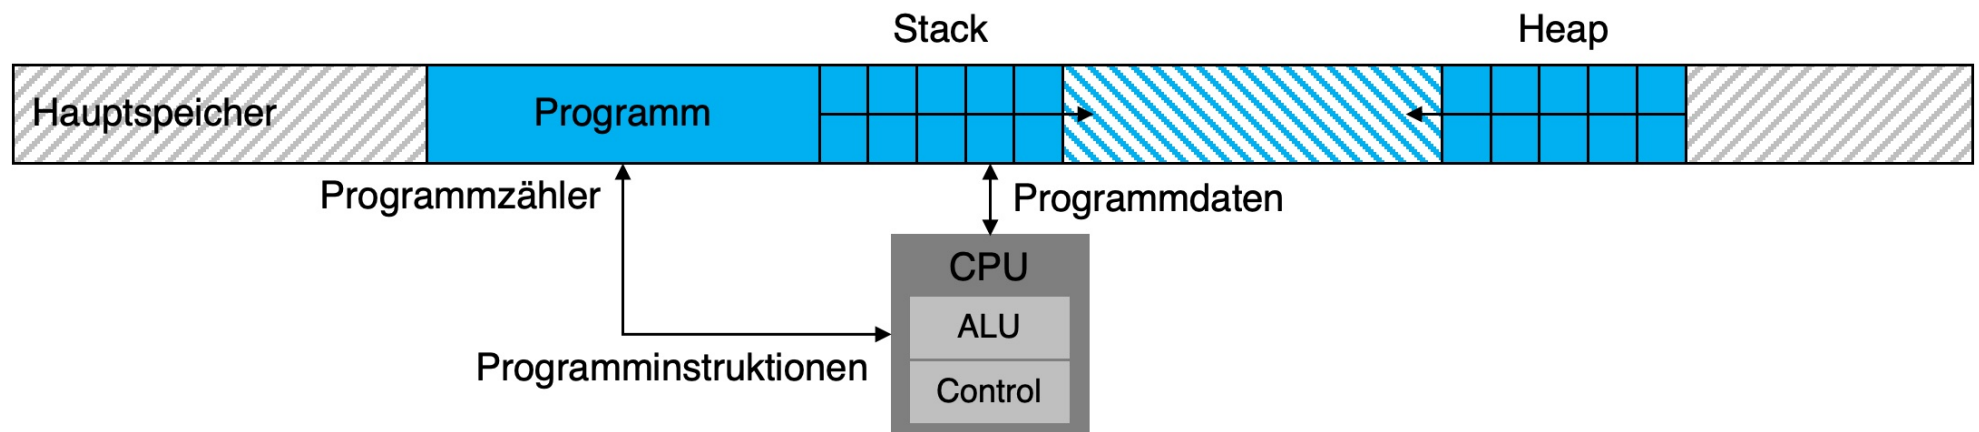 Stack
Heap
Hauptspeicher
Programm
Programmzähler
Programmdaten
CPU
ALU
Programminstruktionen
Control